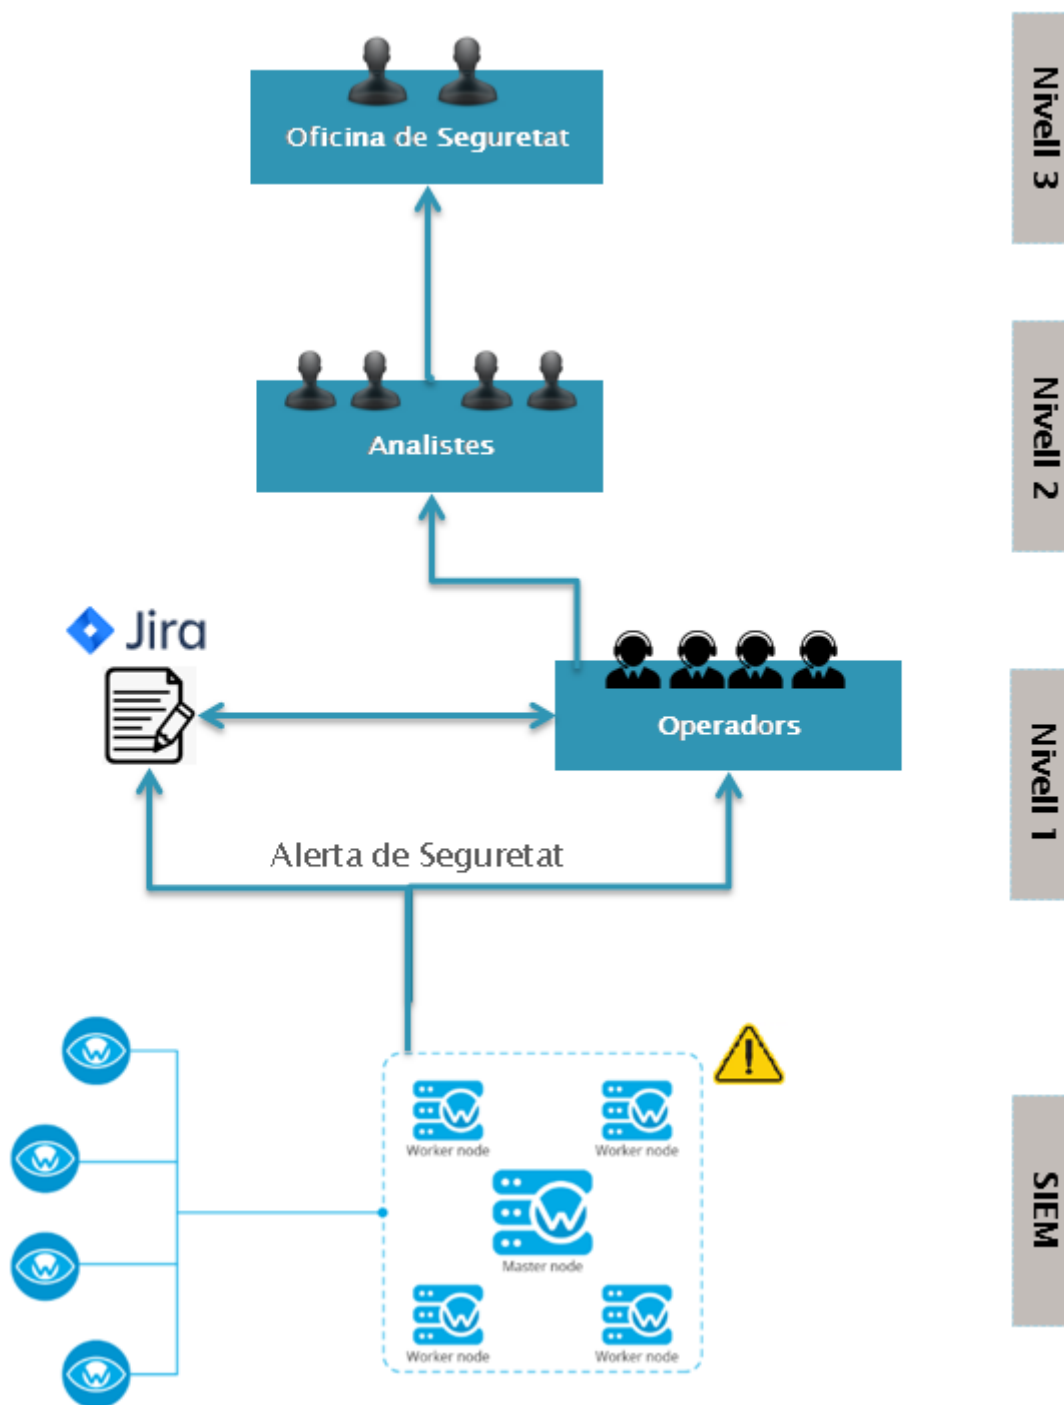 Oficina de Seguretat
Nivell 3
Analistes
Nivell 2
Jira
Operadors
Nivell 1
Alerta de Seguretat
Worker node
Worker node
Master node
Worker node
Worker node
SIEM